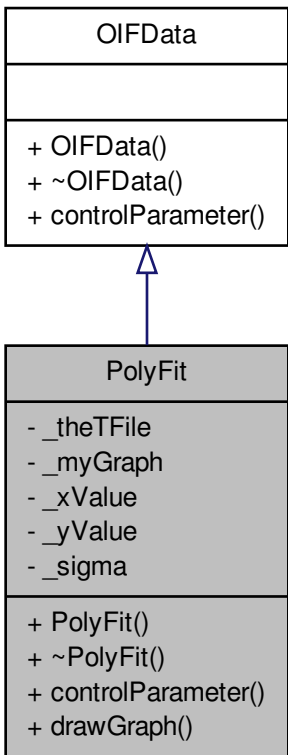 OIFData
+ OIFData()
+ ~OIFData()
+ controlParameter()
PolyFit
- _theTFile
- _myGraph
- _xValue
- _yValue
- _sigma
+ PolyFit()
+ ~PolyFit()
+ controlParameter()
+ drawGraph()